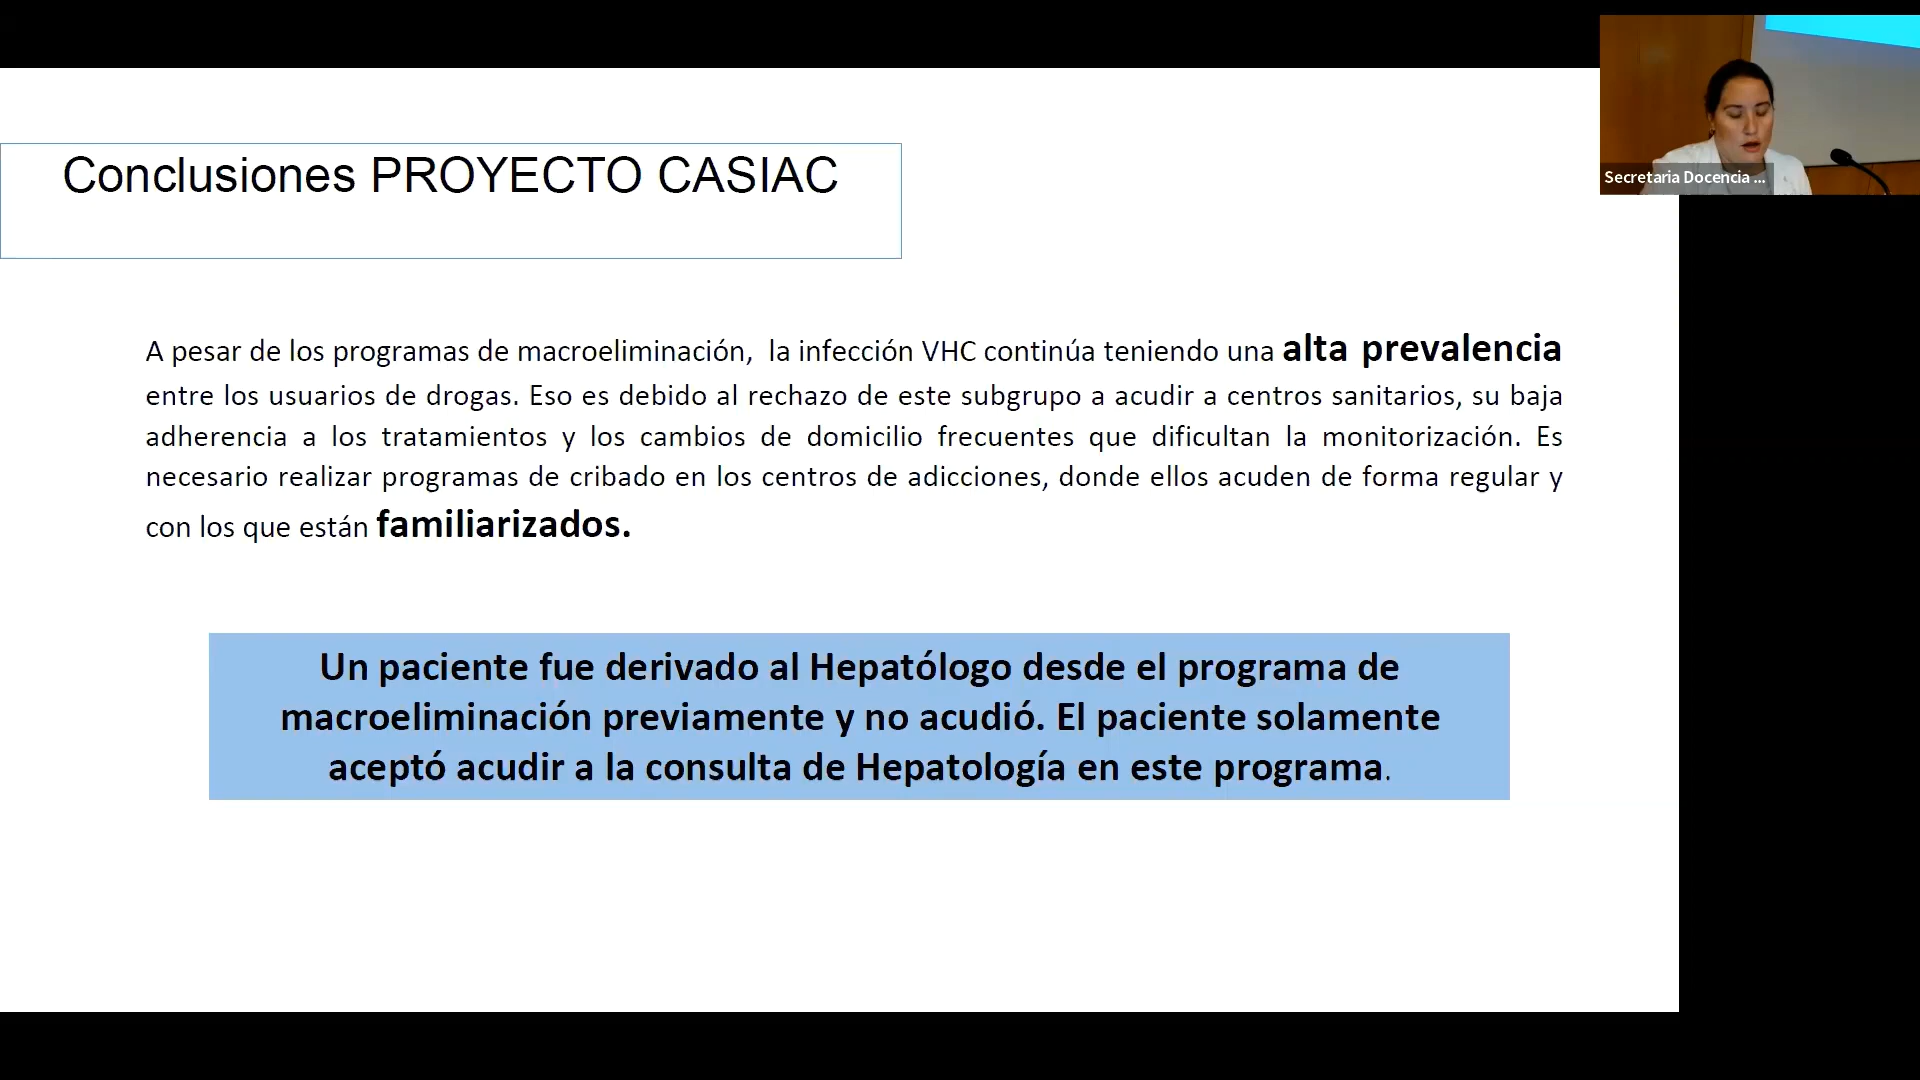 Secretaria Docencia ...
Conclusiones PROYECTO CASIAC
A pesar de los programas de macroeliminación, la infección VHC continúa teniendo una alta prevalencia
entre los usuarios de drogas. Eso es debido al rechazo de este subgrupo a acudir a centros sanitarios, su baja
adherencia a los tratamientos y los cambios de domicilio frecuentes que dificultan la monitorización. Es
necesario realizar programas de cribado en los centros de adicciones, donde ellos acuden de forma regular y
con los que están familiarizados.
Un paciente fue derivado al Hepatólogo desde el programa de
macroeliminación previamente y no acudió. El paciente solamente
aceptó acudir a la consulta de Hepatología en este programa.